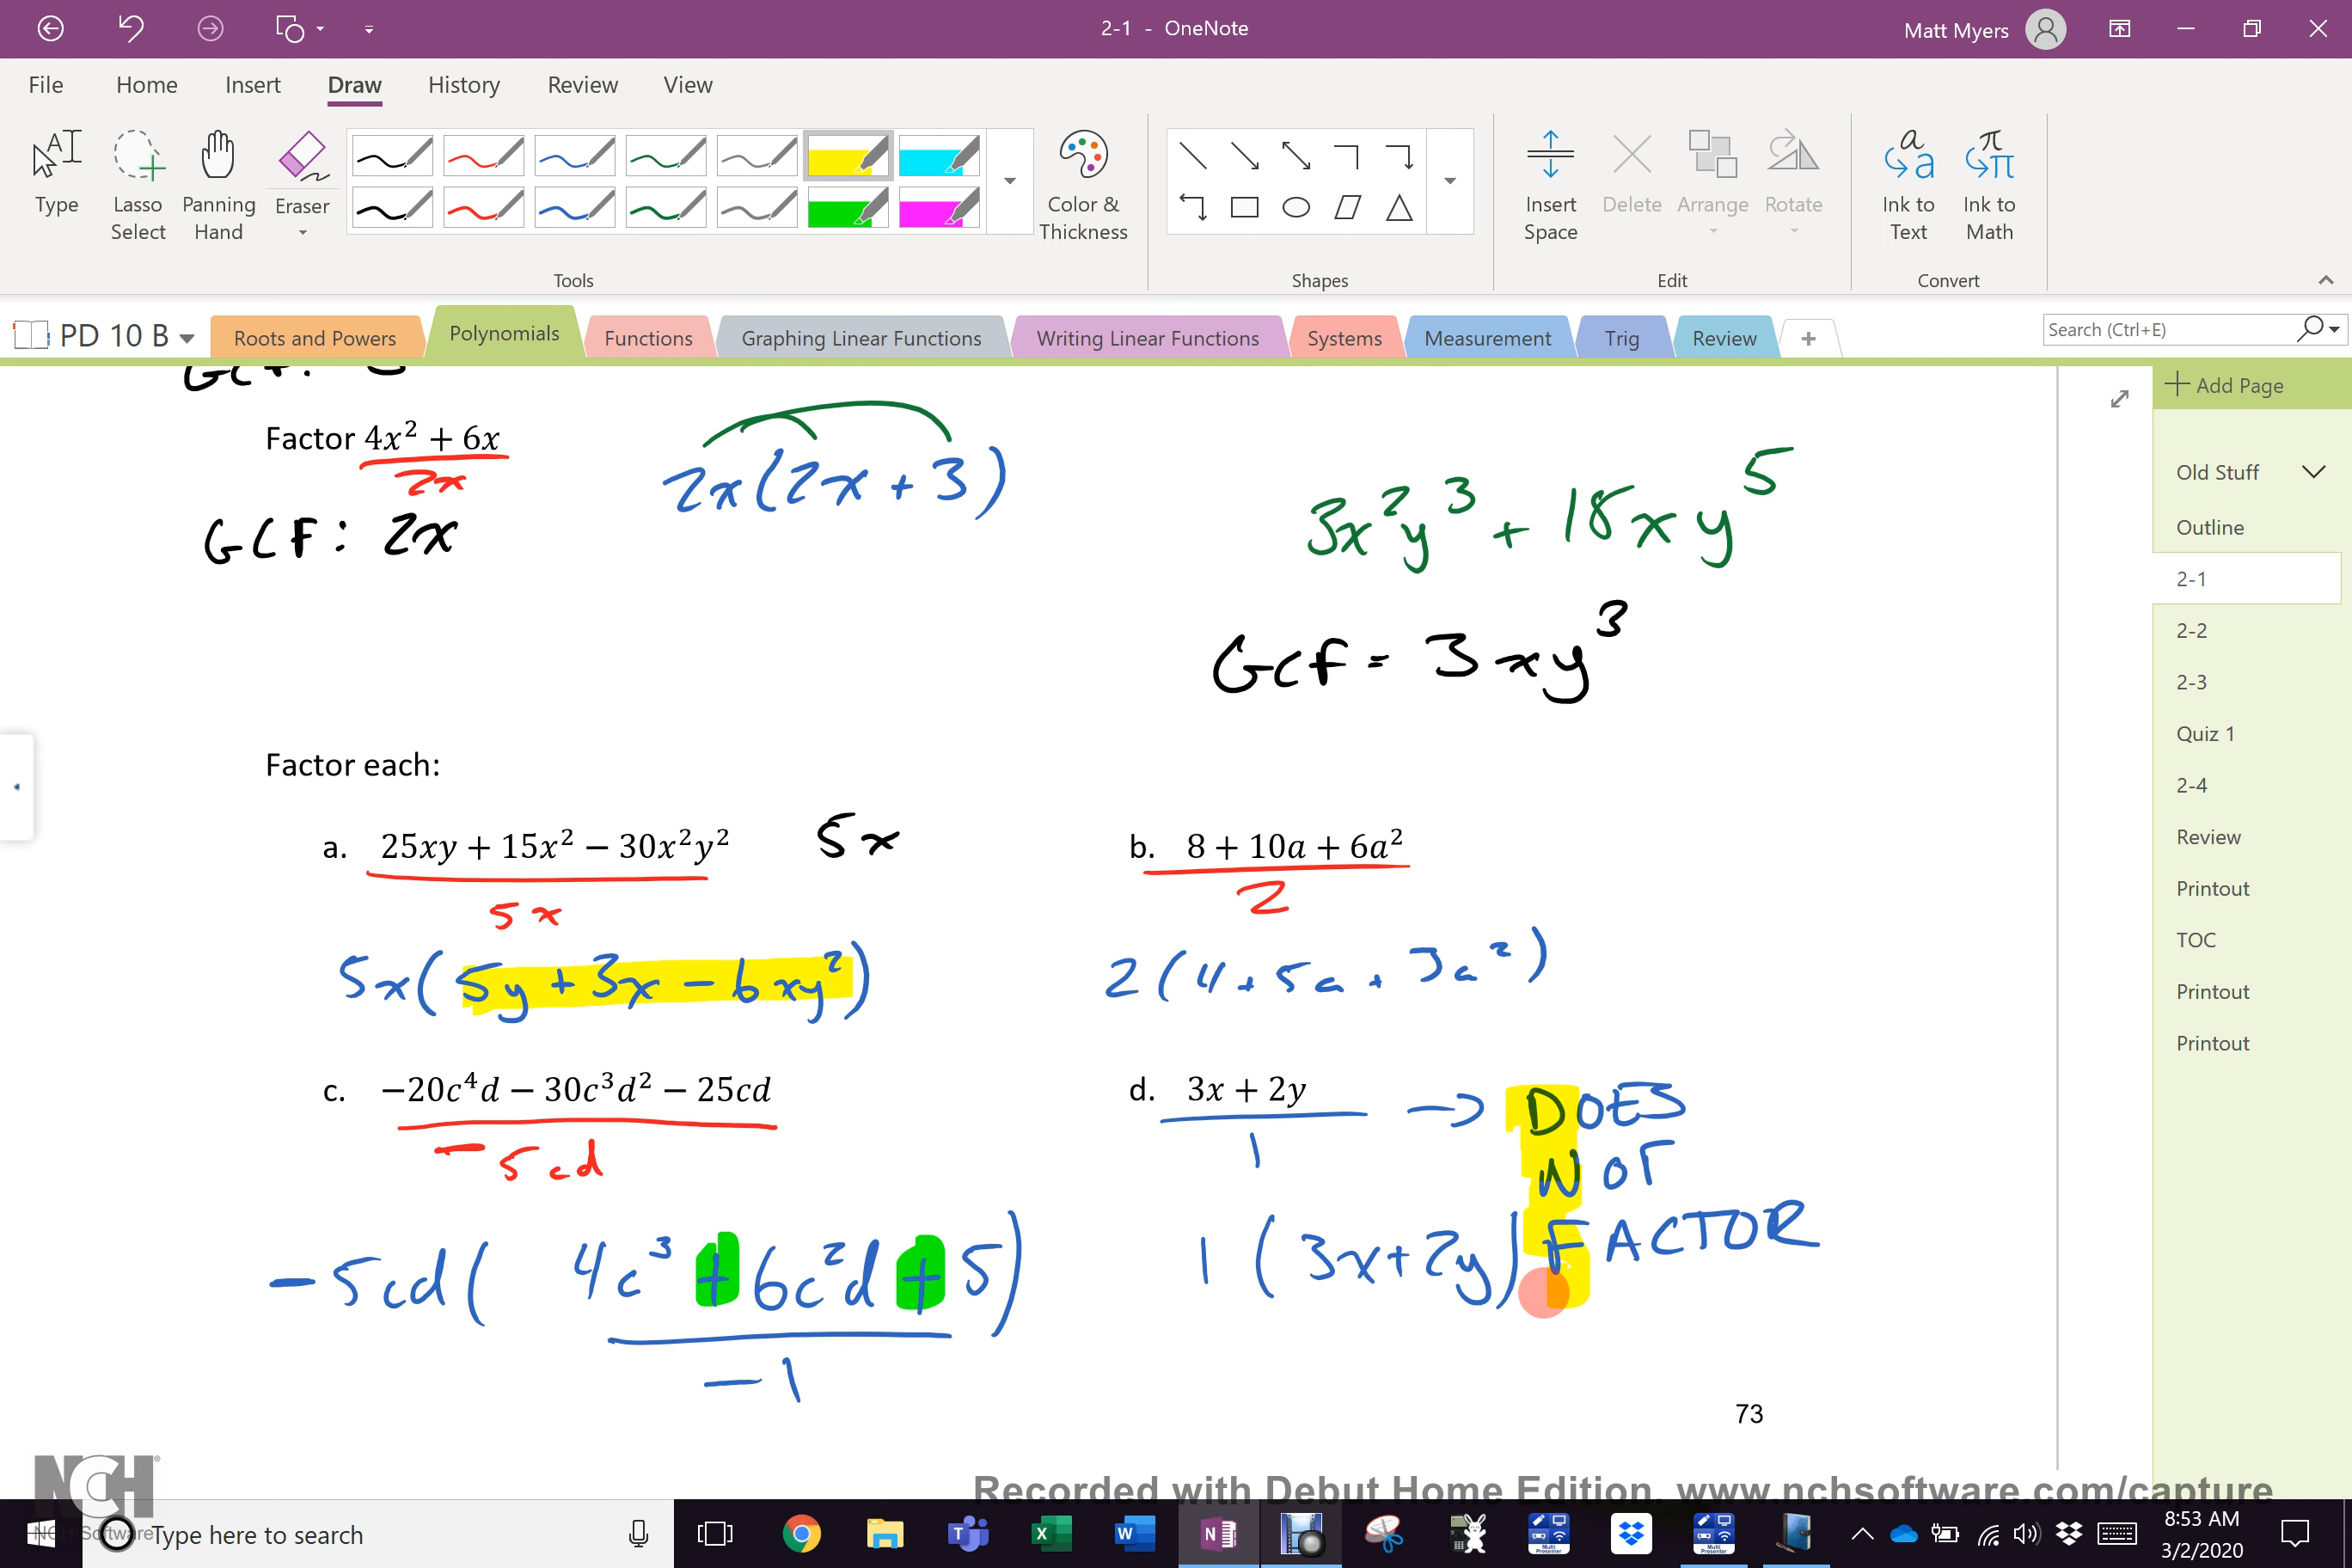 2-1 - OneNote
Matt Myers
File Home Insert Draw History Review View
Type
Lasso Select
Panning Hand
Eraser
Color & Thickness
Insert Space
Delete
Arrange
Rotate
Ink to Text
Ink to Math
Tools
Shapes
Edit
Convert
PD 10 B
Roots and Powers
Polynomials
Functions
Graphing Linear Functions
Writing Linear Functions
Systems
Measurement
Trig
Review
Search (Ctrl+E)
Factor 4x² + 6x
2x
2x(2x + 3)
GCF: 2x
3x²y³ + 18xy⁵
GCF = 3xy³
Factor each:
a. 25xy + 15x² − 30x²y²
5x
5x
5x(5y + 3x − 6xy²)
b. 8 + 10a + 6a²
2
2(4 + 5a + 3a²)
c. −20c⁴d − 30c³d² − 25cd
−5cd
−5cd(4c³ + 6c²d + 5)
−1
d. 3x + 2y
1
→ DOES
NOT
FACTOR
1(3x+2y)
73
Add Page
Old Stuff
Outline
2-1
2-2
2-3
Quiz 1
2-4
Review
Printout
TOC
Printout
Printout
NCH
NCH Software
Recorded with Debut Home Edition. www.nchsoftware.com/capture
Type here to search
8:53 AM
3/2/2020